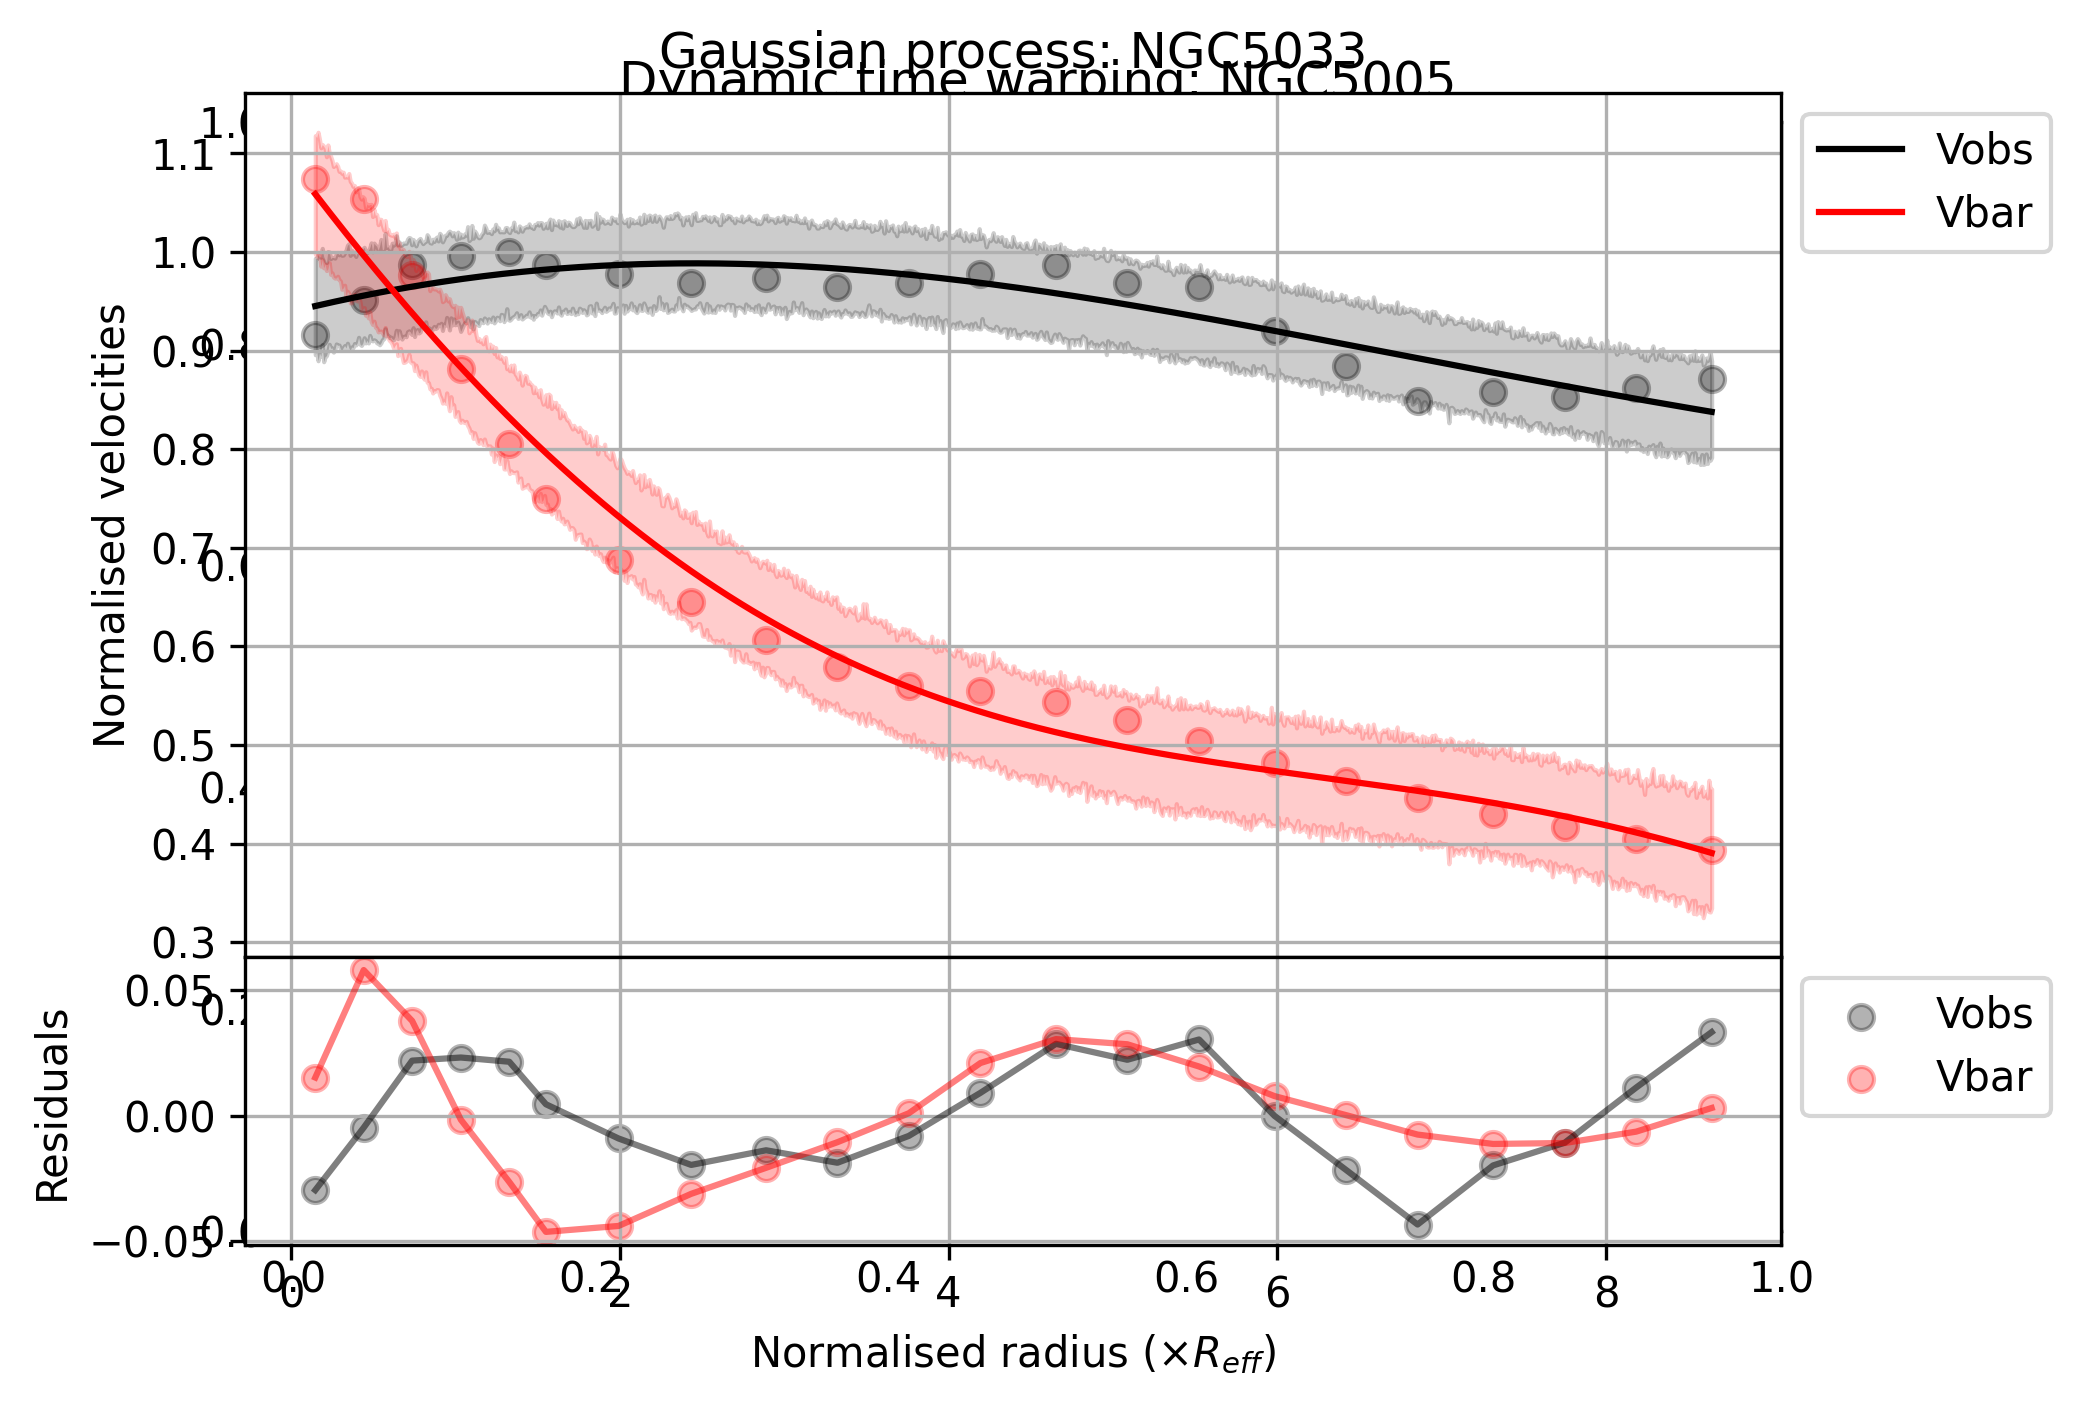 Gaussian process: NGC5033
Dynamic time warping: NGC5005
Normalised velocities
1.1
1.0
0.9
0.8
0.7
0.6
0.5
0.4
0.3
Vobs
Vbar
Residuals
0.05
0.00
−0.05
Vobs
Vbar
0.0 0.2 0.4 0.6 0.8 1.0
0 2 4 6 8
Normalised radius (×R_eff)